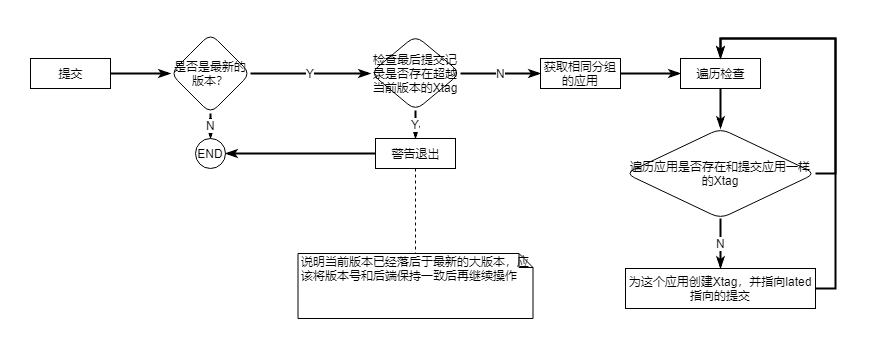 提交
是否是最新的
版本?
Y
检查最后提交记
录是否存在超越
当前版本的Xtag
N
获取相同分组
的应用
遍历检查
N
END
Y
警告退出
遍历应用是否存在和提交应用一样
的Xtag
N
说明当前版本已经落后于最新的大版本，应
该将版本号和后端保持一致后再继续操作
为这个应用创建Xtag，并指向lated
指向的提交